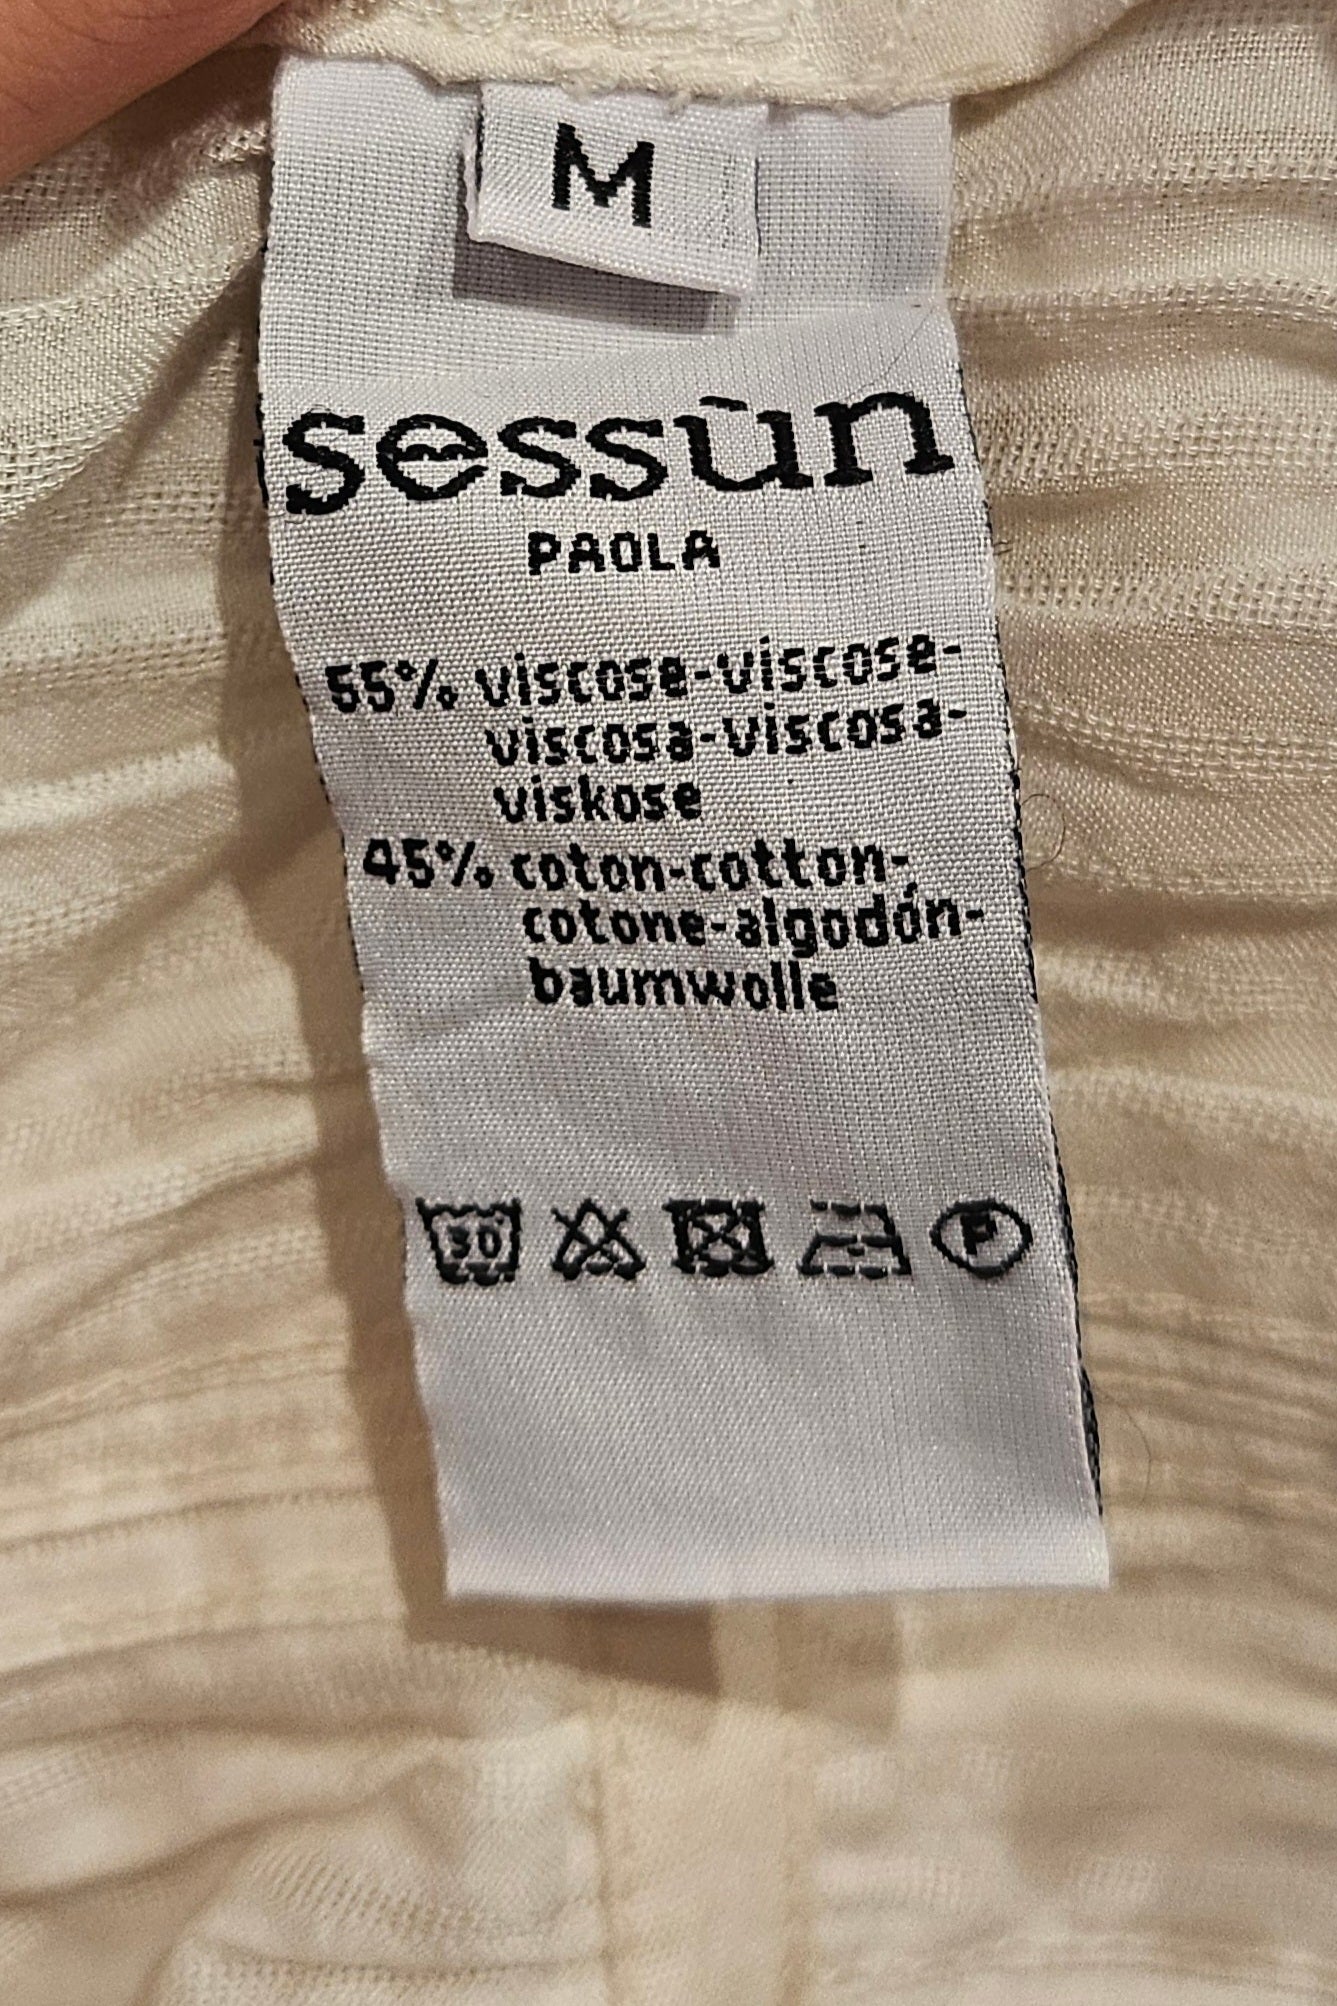 M
sessùn
PAOLA
55% viscose-viscose-
viscosa-viscosa-
viskose
45% coton-cotton-
cotone-algodón-
baumwolle
30°
P